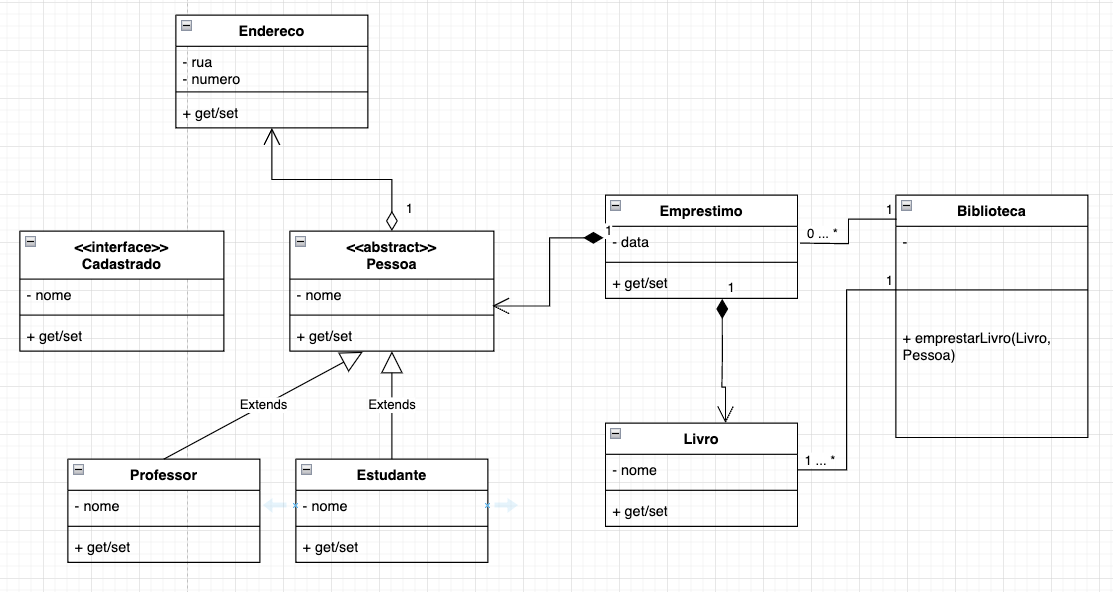 Endereco
- rua
- numero
+ get/set
1
<<interface>>
Cadastrado
- nome
+ get/set
<<abstract>>
Pessoa
- nome
+ get/set
Extends
Extends
Professor
- nome
+ get/set
Estudante
- nome
+ get/set
Emprestimo
1
- data
+ get/set
1
0 ... *
1
Biblioteca
-
+ emprestarLivro(Livro,
Pessoa)
1
Livro
- nome
+ get/set
1 ... *